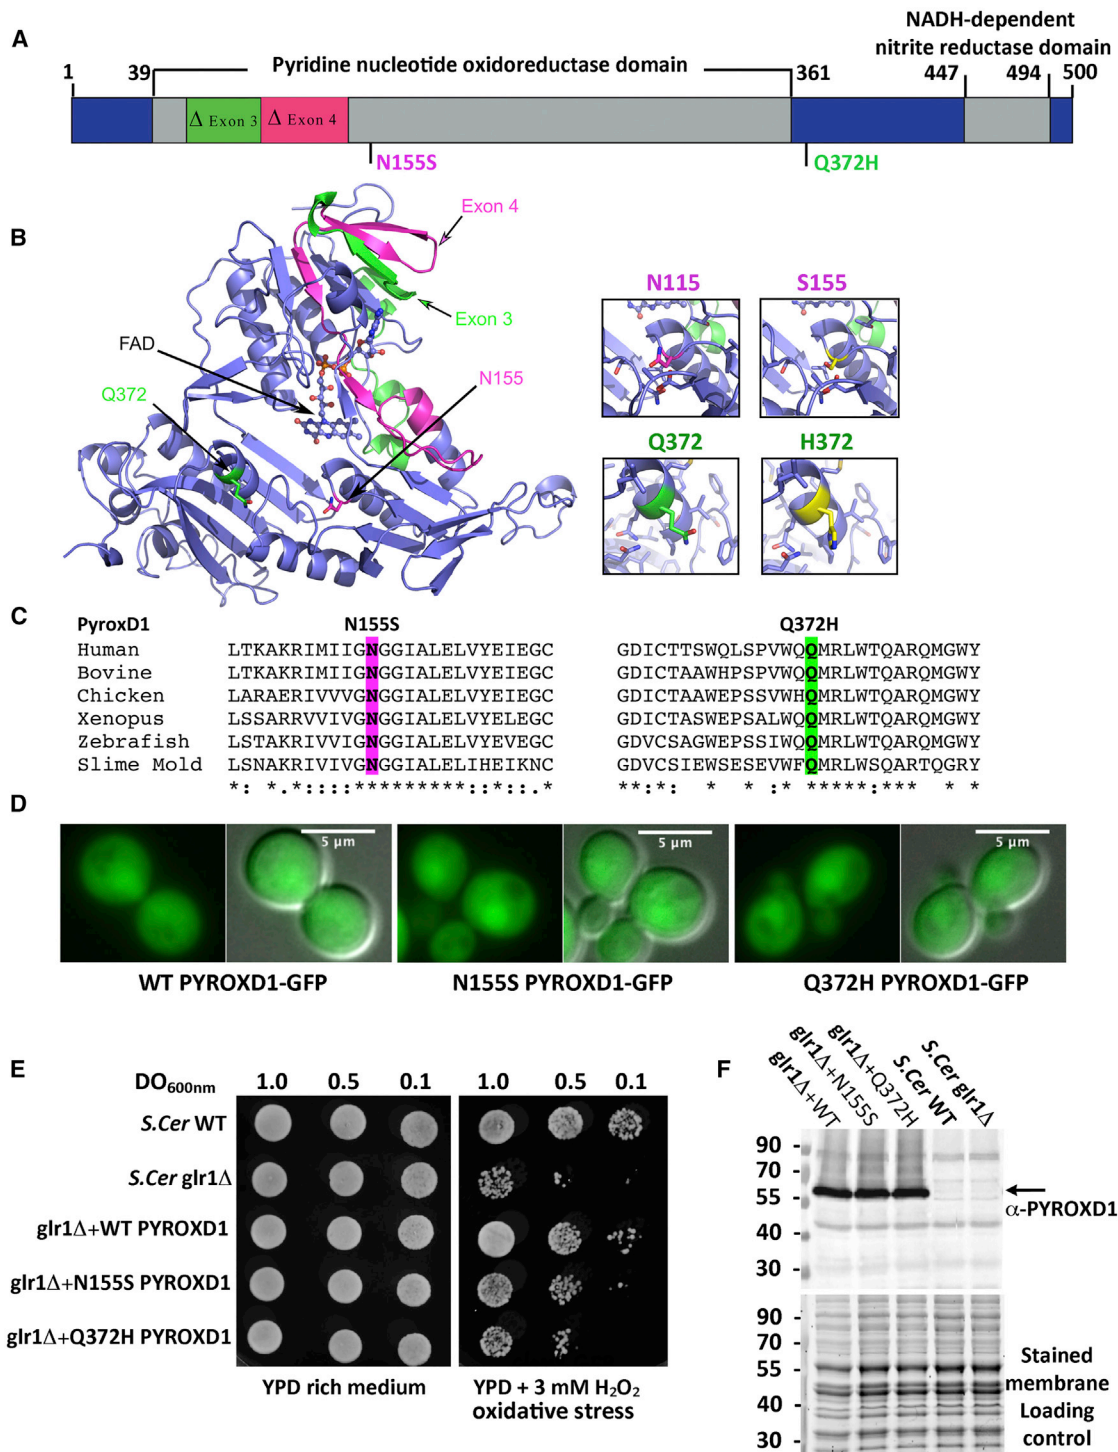 A
NADH-dependent
nitrite reductase domain
Pyridine nucleotide oxidoreductase domain
1 39 361 447 494 500
Δ Exon 3 Δ Exon 4
N155S Q372H
B
Exon 4
Exon 3
FAD
Q372
N155
N115 S155
Q372 H372
C
PyroxD1 N155S Q372H
Human LTKAKRIMIIGNGGIALELVYEIEGC GDICTTSWQLSPVWQQMRLWTQARQMGWY
Bovine LTKAMRIMIIGNGGIALELVYEIEGC GDICTAAWHPSPVWQQMRLWTQARQMGWY
Chicken LARAERIVVVGNGGIALELVYEIEGC GDICTAAWEPSSVWHQMRLWTQARQMGWY
Xenopus LSSARRVVIVGNGGIALELVYELEGC GDICTASWEPSALWQQMRLWTQARQMGWY
Zebrafish LSTAKRIVVIGNGGIALELVYEVEGC GDVCSAGWEPSSIWQQMRLWTQARQMGWY
Slime Mold LSNAKRIVIVGNGGIALELIHEIKNC GDVCSIEWSESEVWFQMRLWSQARTQGRY
*: *.*:::: **********::*::.* **:*: * * :* *****:*** * *
D
5 µm 5 µm 5 µm
WT PYROXD1-GFP N155S PYROXD1-GFP Q372H PYROXD1-GFP
E
DO600nm 1.0 0.5 0.1 1.0 0.5 0.1
S.Cer WT
S.Cer glr1Δ
glr1Δ+WT PYROXD1
glr1Δ+N155S PYROXD1
glr1Δ+Q372H PYROXD1
YPD rich medium
YPD + 3 mM H2O2
oxidative stress
F
glr1Δ+WT
glr1Δ+N155S
glr1Δ+Q372H
S.Cer WT
S.Cer glr1Δ
90 -
70 -
55 -
40 -
30 -
α-PYROXD1
90 -
70 -
55 -
40 -
30 -
Stained
membrane
Loading
control